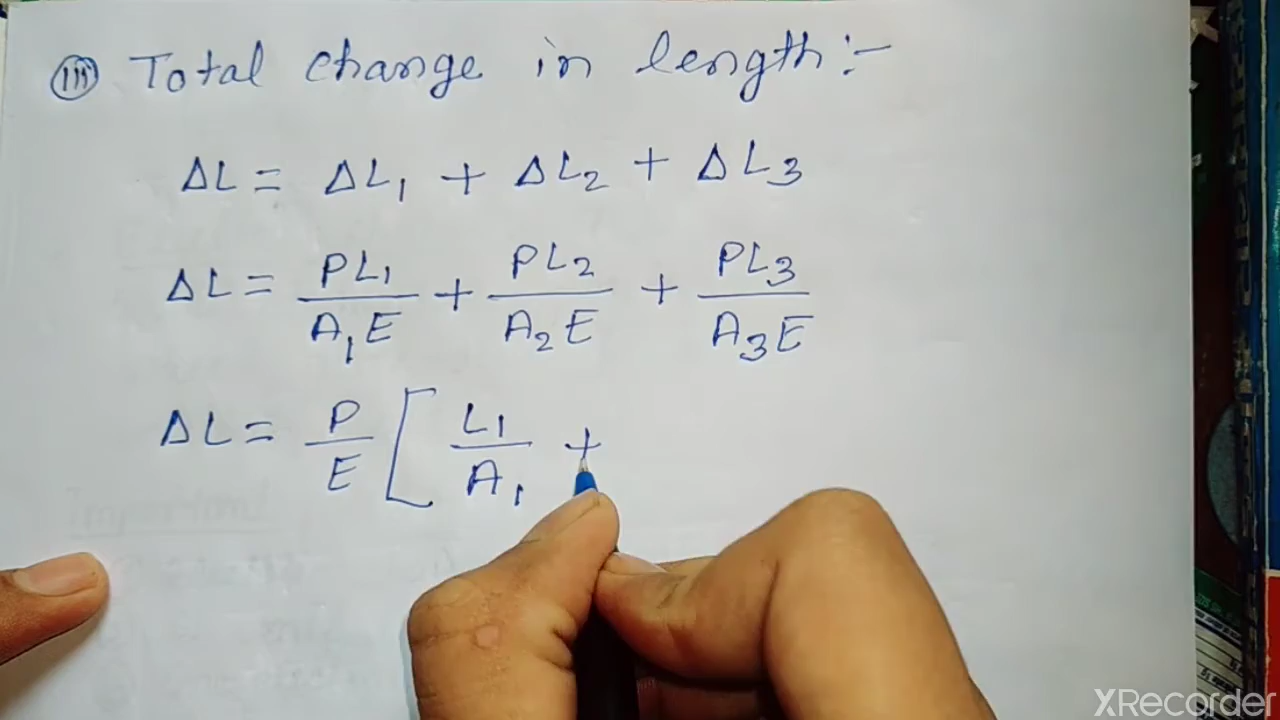 (iii) Total change in length:-
ΔL = ΔL₁ + ΔL₂ + ΔL₃
ΔL = PL₁/A₁E + PL₂/A₂E + PL₃/A₃E
ΔL = P/E [ L₁/A₁ +
XRecorder